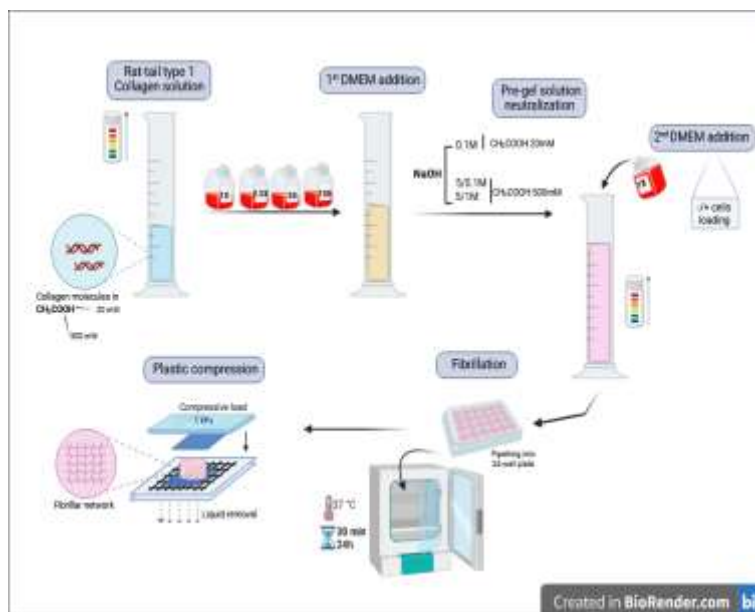 Rat-tail type 1
Collagen solution
1st DMEM addition
Pre-gel solution
neutralization
2nd DMEM addition
NaOH
0.1M
CH3COOH 20mM
5/0.1M
5/1M
CH3COOH 500mM
-/+ cells
loading
Collagen molecules in
CH3COOH
20 mM
500 mM
Plastic compression
Fibrillation
Compressive load
1 kPa
Pipetting into
well plate
Fibrillar network
Liquid removal
37 °C
30 min
24h
Created in BioRender.com